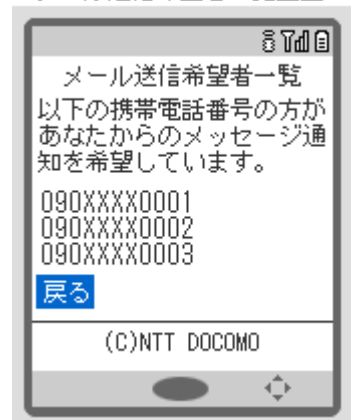 メール送信希望者一覧
以下の携帯電話番号の方が
あなたからのメッセージ通
知を希望しています。
090XXXX0001
090XXXX0002
090XXXX0003
戻る
(C)NTT DOCOMO